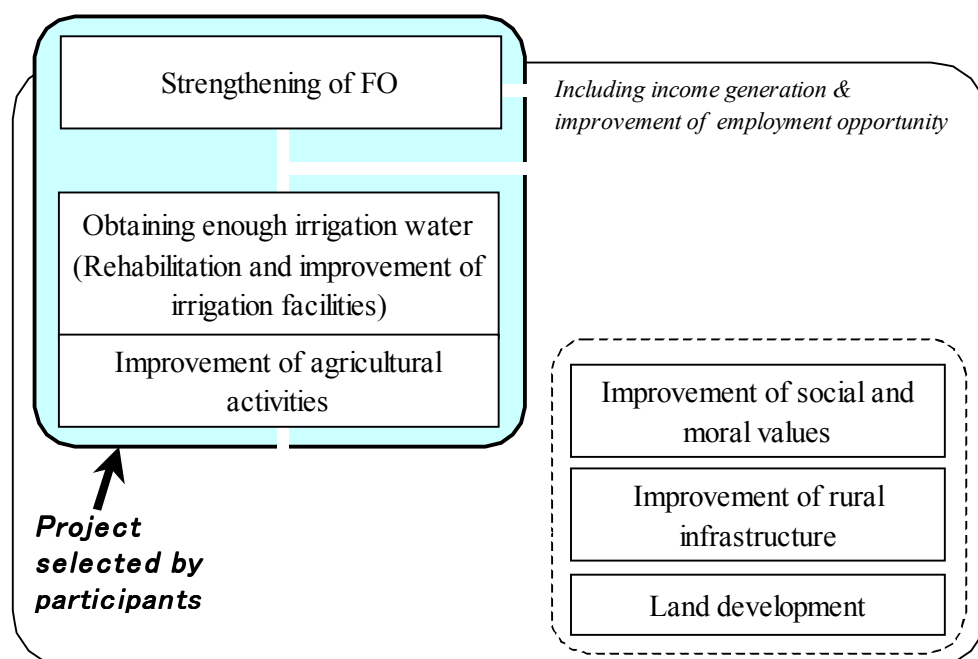 Strengthening of FO
Including income generation &
improvement of employment opportunity
Obtaining enough irrigation water
(Rehabilitation and improvement of
irrigation facilities)
Improvement of agricultural
activities
Project
selected by
participants
Improvement of social and
moral values
Improvement of rural
infrastructure
Land development